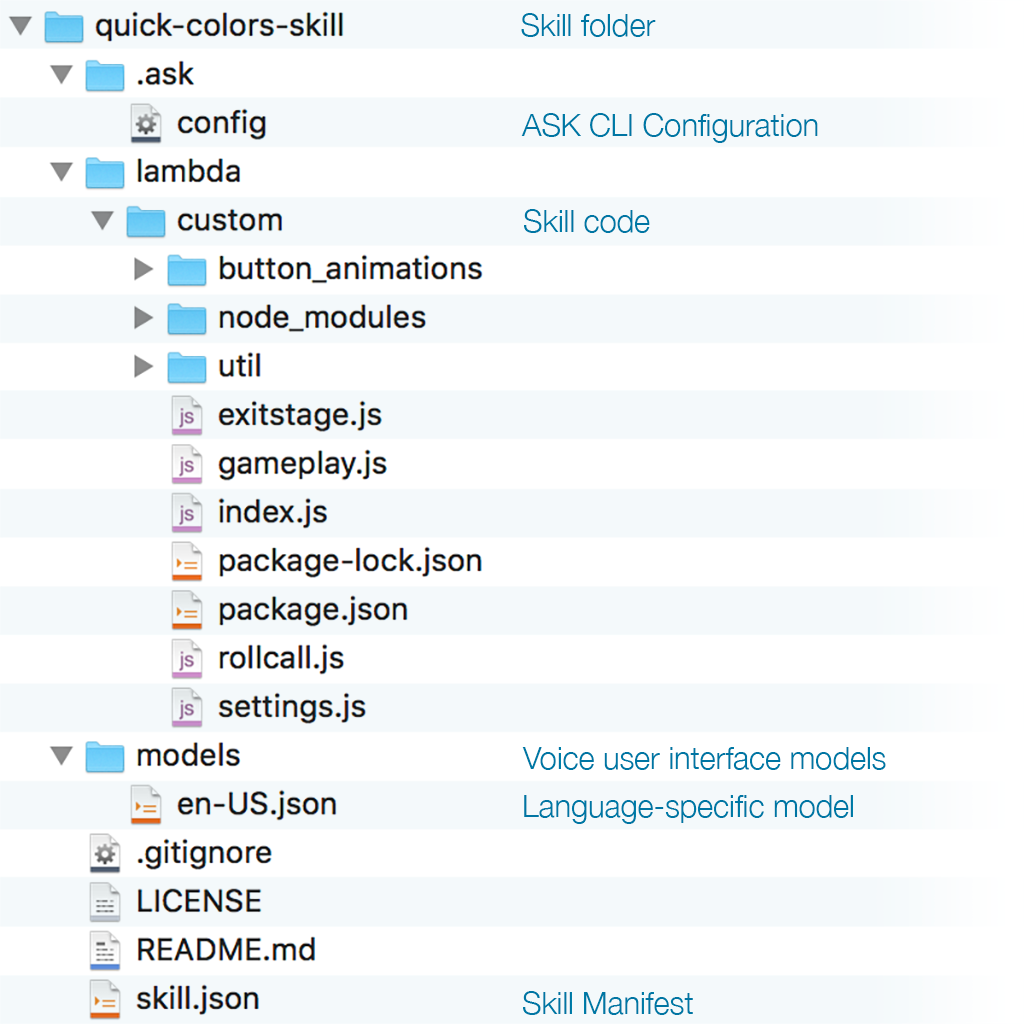 quick-colors-skill Skill folder
.ask
config ASK CLI Configuration
lambda
custom Skill code
button_animations
node_modules
util
js exitstage.js
js gameplay.js
js index.js
package-lock.json
package.json
js rollcall.js
js settings.js
models Voice user interface models
en-US.json Language-specific model
.gitignore
LICENSE
README.md
skill.json Skill Manifest